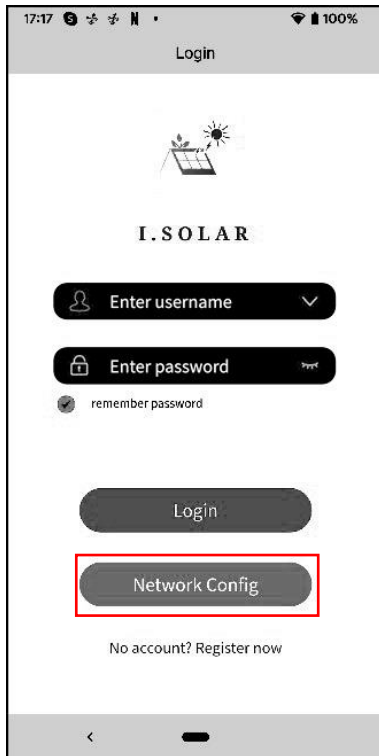 17:17 100%
Login
I.SOLAR
Enter username
Enter password
remember password
Login
Network Config
No account? Register now